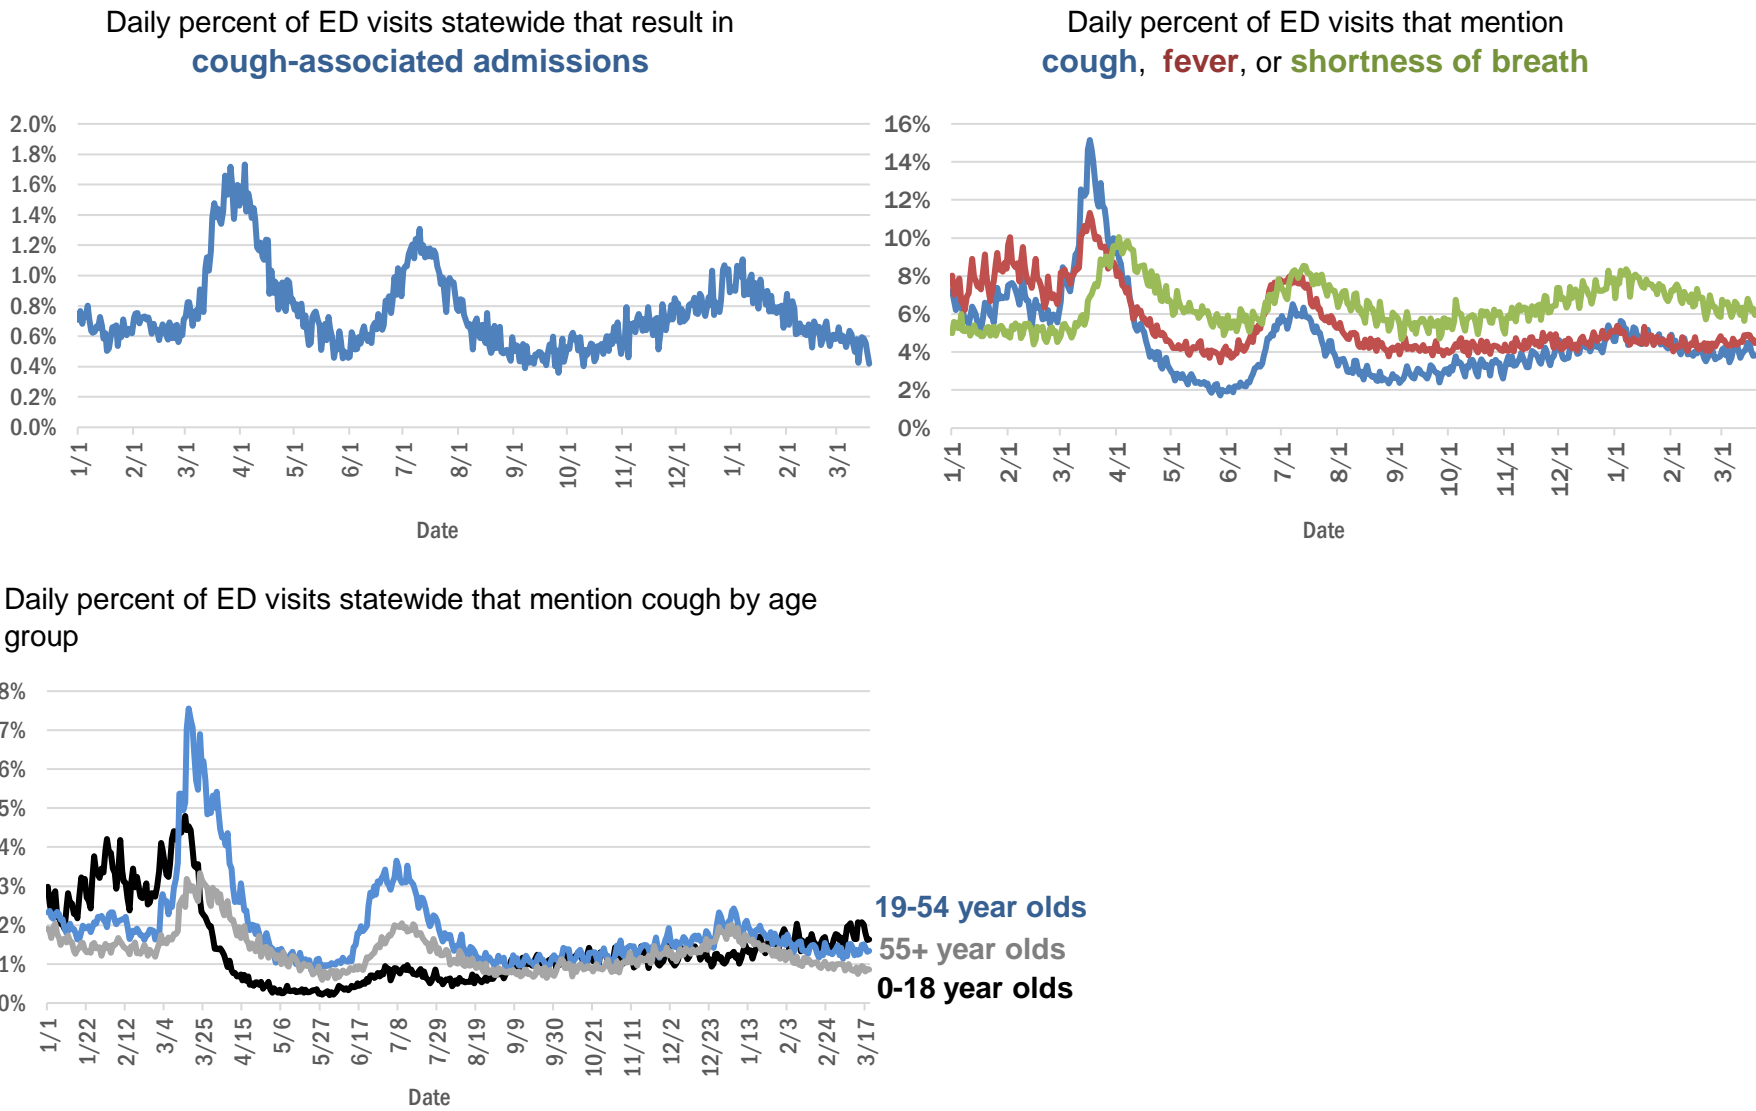 Daily percent of ED visits statewide that result in
cough-associated admissions
2.0%
1.8%
1.6%
1.4%
1.2%
1.0%
0.8%
0.6%
0.4%
0.2%
0.0%
1/1 2/1 3/1 4/1 5/1 6/1 7/1 8/1 9/1 10/1 11/1 12/1 1/1 2/1 3/1
Date
Daily percent of ED visits that mention
cough, fever, or shortness of breath
16%
14%
12%
10%
8%
6%
4%
2%
0%
1/1 2/1 3/1 4/1 5/1 6/1 7/1 8/1 9/1 10/1 11/1 12/1 1/1 2/1 3/1
Date
Daily percent of ED visits statewide that mention cough by age
group
8%
7%
6%
5%
4%
3%
2%
1%
0%
1/1 1/22 2/12 3/4 3/25 4/15 5/6 5/27 6/17 7/8 7/29 8/19 9/9 9/30 10/21 11/11 12/2 12/23 1/13 2/3 2/24 3/17
Date
19-54 year olds
55+ year olds
0-18 year olds